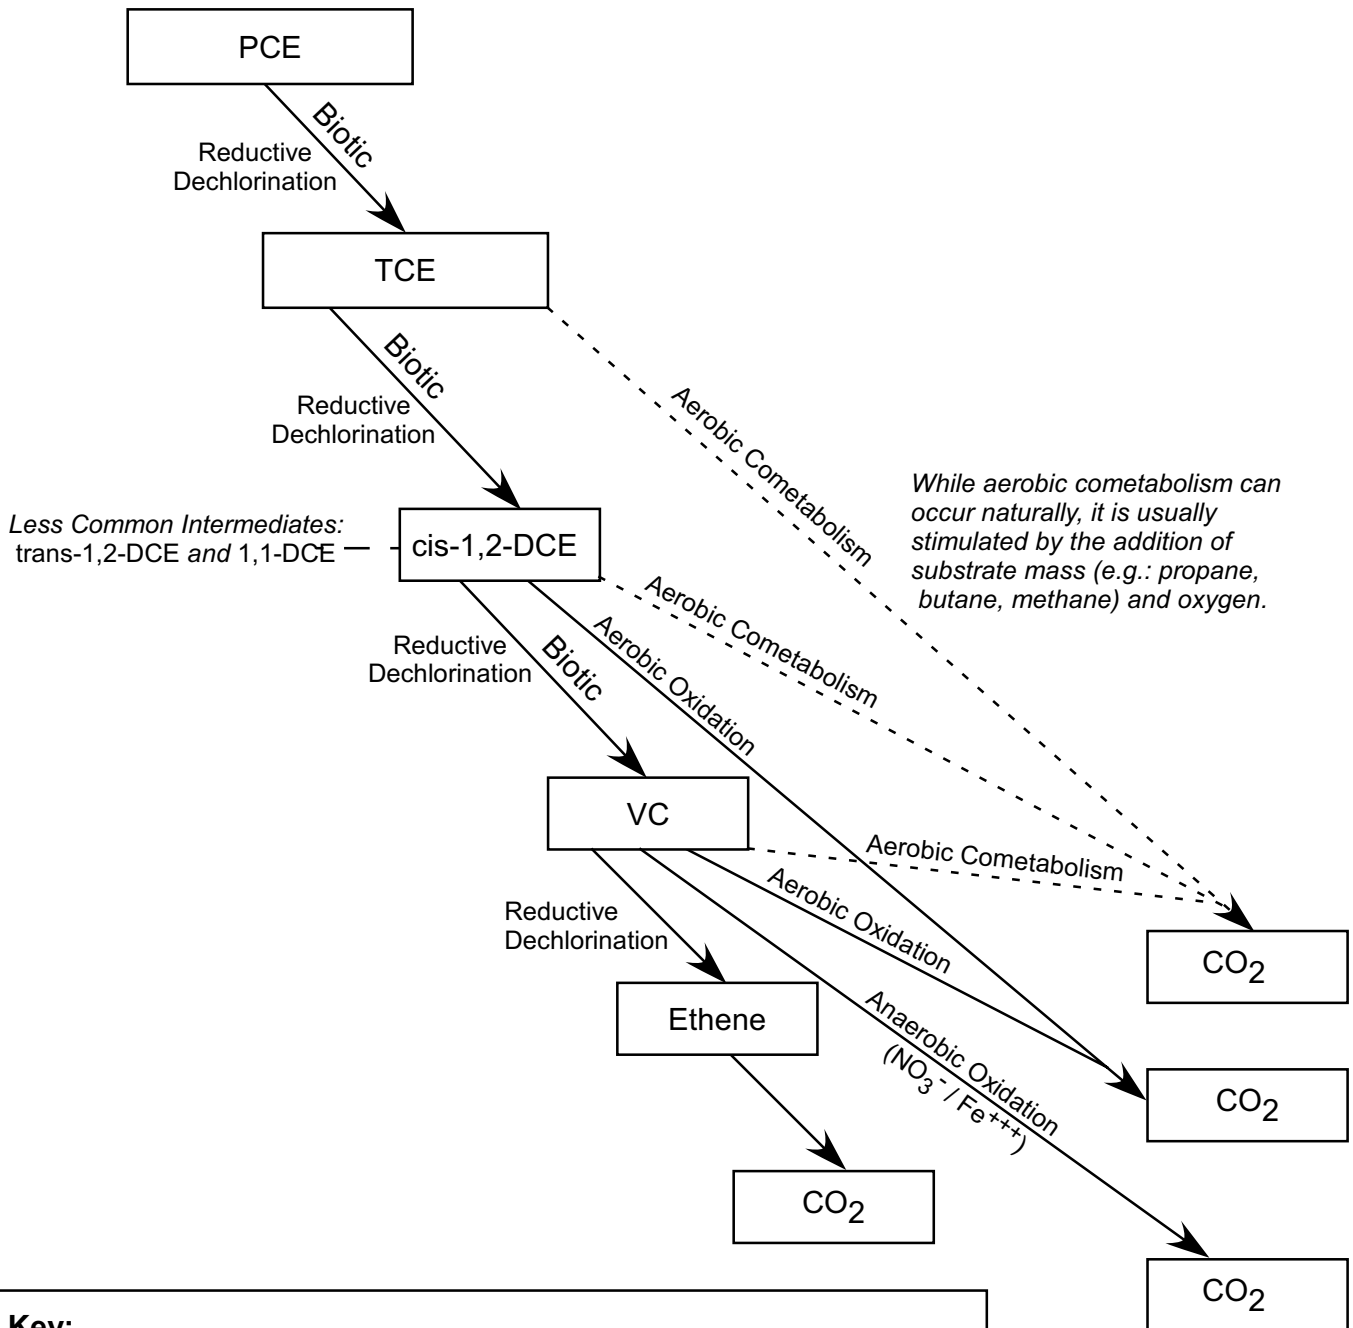 PCE
Biotic
Reductive
Dechlorination
TCE
Biotic
Reductive
Dechlorination
Aerobic Cometabolism
While aerobic cometabolism can
occur naturally, it is usually
stimulated by the addition of
substrate mass (e.g.: propane,
butane, methane) and oxygen.
Less Common Intermediates:
trans-1,2-DCE and 1,1-DCE
cis-1,2-DCE
Aerobic Cometabolism
Reductive
Dechlorination
Biotic
Aerobic Oxidation
VC
Aerobic Cometabolism
Aerobic Oxidation
Reductive
Dechlorination
CO2
Ethene
Anaerobic Oxidation
(NO3- / Fe+++)
CO2
CO2
CO2
Key: